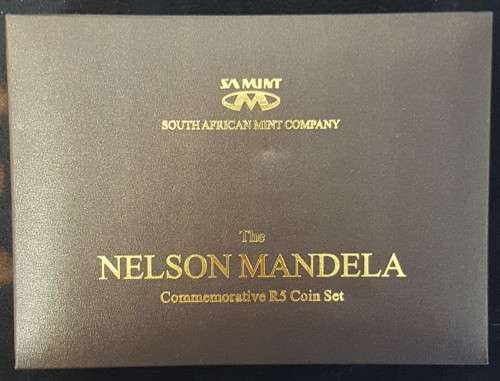 SA MINT
SOUTH AFRICAN MINT COMPANY
The
NELSON MANDELA
Commemorative R5 Coin Set